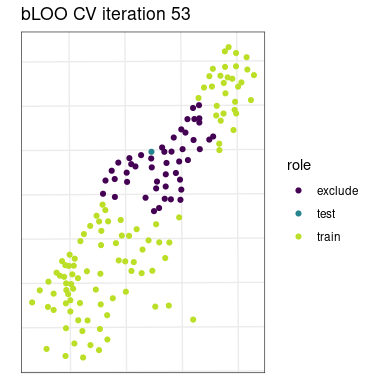 bLOO CV iteration 53
role
exclude
test
train